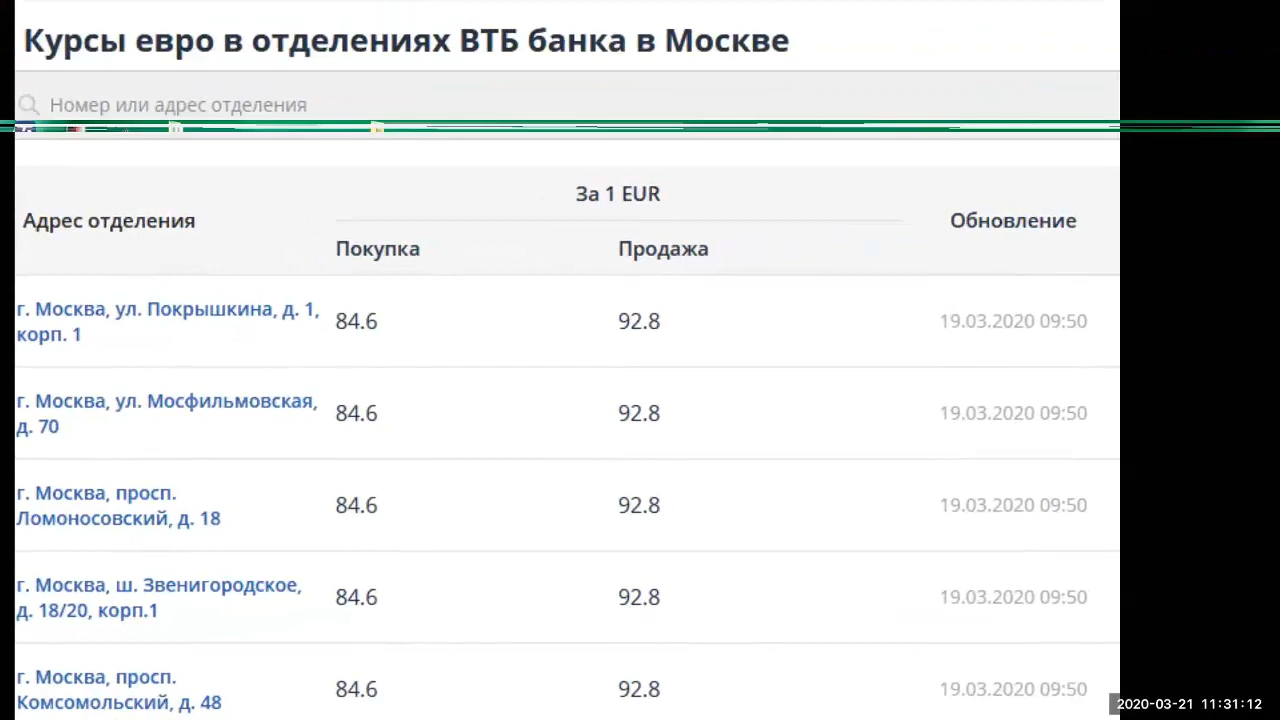 Курсы евро в отделениях ВТБ банка в Москве
Номер или адрес отделения
За 1 EUR
Адрес отделения
Обновление
Покупка
Продажа
г. Москва, ул. Покрышкина, д. 1,
корп. 1
84.6
92.8
19.03.2020 09:50
г. Москва, ул. Мосфильмовская,
д. 70
84.6
92.8
19.03.2020 09:50
г. Москва, просп.
Ломоносовский, д. 18
84.6
92.8
19.03.2020 09:50
г. Москва, ш. Звенигородское,
д. 18/20, корп.1
84.6
92.8
19.03.2020 09:50
г. Москва, просп.
Комсомольский, д. 48
84.6
92.8
19.03.2020 09:50
2020-03-21 11:31:12